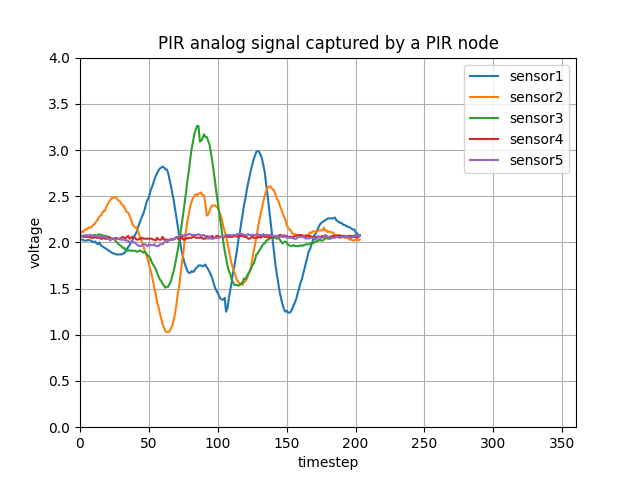 PIR analog signal captured by a PIR node
4.0
3.5
3.0
2.5
2.0
1.5
1.0
0.5
0.0
voltage
0 50 100 150 200 250 300 350
timestep
sensor1
sensor2
sensor3
sensor4
sensor5